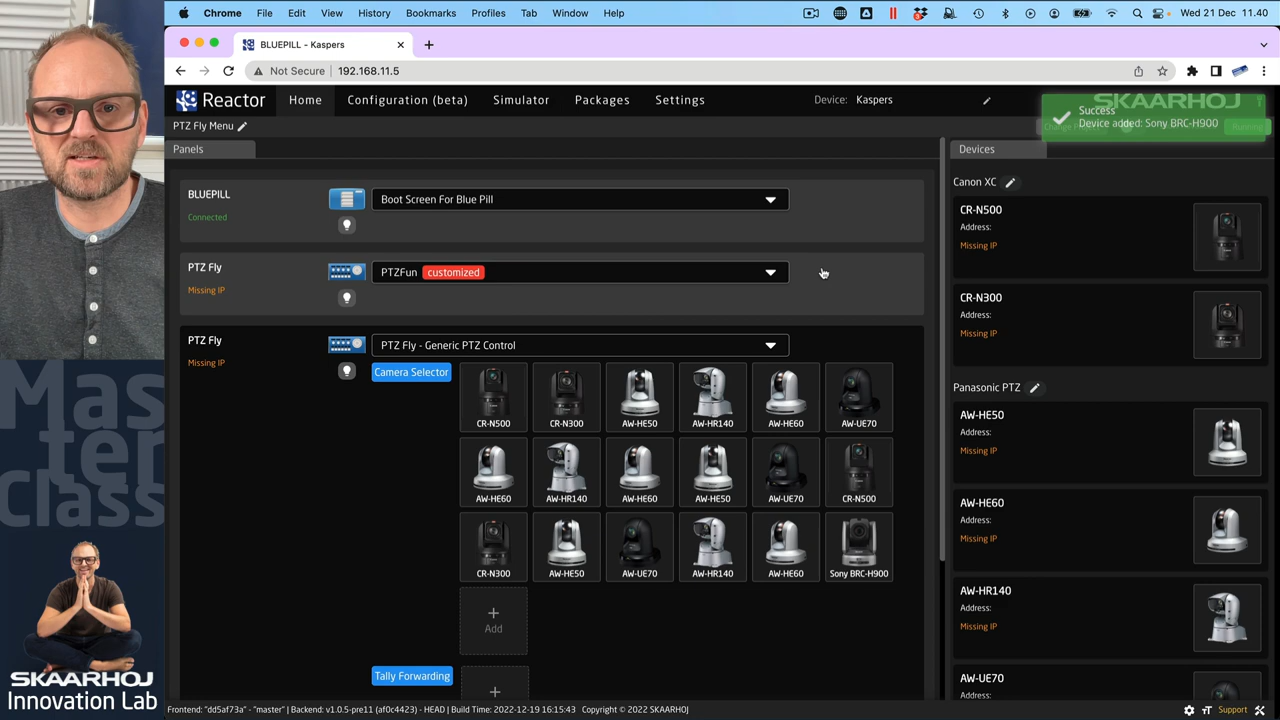 Chrome File Edit View History Bookmarks Profiles Tab Window Help Wed 21 Dec 11.40
BLUEPILL - Kaspers
Not Secure 192.168.11.5
Reactor Home Configuration (beta) Simulator Packages Settings Device: Kaspers
SKAARHOJ
Success
Device added: Sony BRC-H900
PTZ Fly Menu
Panels
Devices
BLUEPILL
Connected
Boot Screen For Blue Pill
PTZ Fly
Missing IP
PTZFun customized
PTZ Fly
Missing IP
PTZ Fly - Generic PTZ Control
Camera Selector
CR-N500 CR-N300 AW-HE50 AW-HR140 AW-HE60 AW-UE70
AW-HE60 AW-HR140 AW-HE60 AW-HE50 AW-UE70 CR-N500
CR-N300 AW-HE50 AW-UE70 AW-HR140 AW-HE60 Sony BRC-H900
+
Add
Tally Forwarding
+
Canon XC
CR-N500
Address:
Missing IP
CR-N300
Address:
Missing IP
Panasonic PTZ
AW-HE50
Address:
Missing IP
AW-HE60
Address:
Missing IP
AW-HR140
Address:
Missing IP
AW-UE70
Address:
Master
Class
SKAARHOJ
Innovation Lab
Frontend: "dd5af73a" - "master" | Backend: v1.0.5-pre11 (af0c4423) - HEAD | Build Time: 2022-12-19 16:15:43 Copyright © 2022 SKAARHOJ
Support